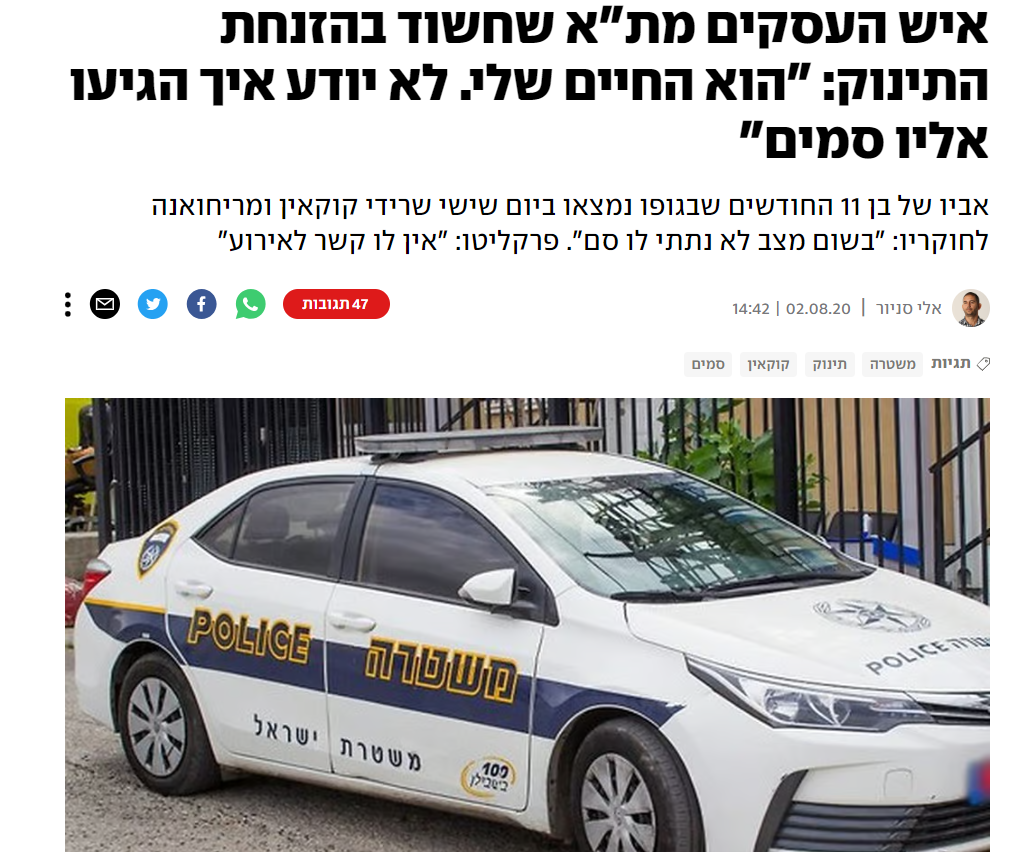 איש העסקים מת"א שחשוד בהזנחת
התינוק: "הוא החיים שלי. לא יודע איך הגיעו
אליו סמים"
אביו של בן 11 החודשים שבגופו נמצאו ביום שישי שרידי קוקאין ומריחואנה
לחוקריו: "בשום מצב לא נתתי לו סם". פרקליטו: "אין לו קשר לאירוע"
אלי סניור | 02.08.20 | 14:42
47 תגובות
תגיות
משטרה
תינוק
קוקאין
סמים
POLICE
משטרה
משטרת ישראל
100
בשבילך
POLICE משטרה